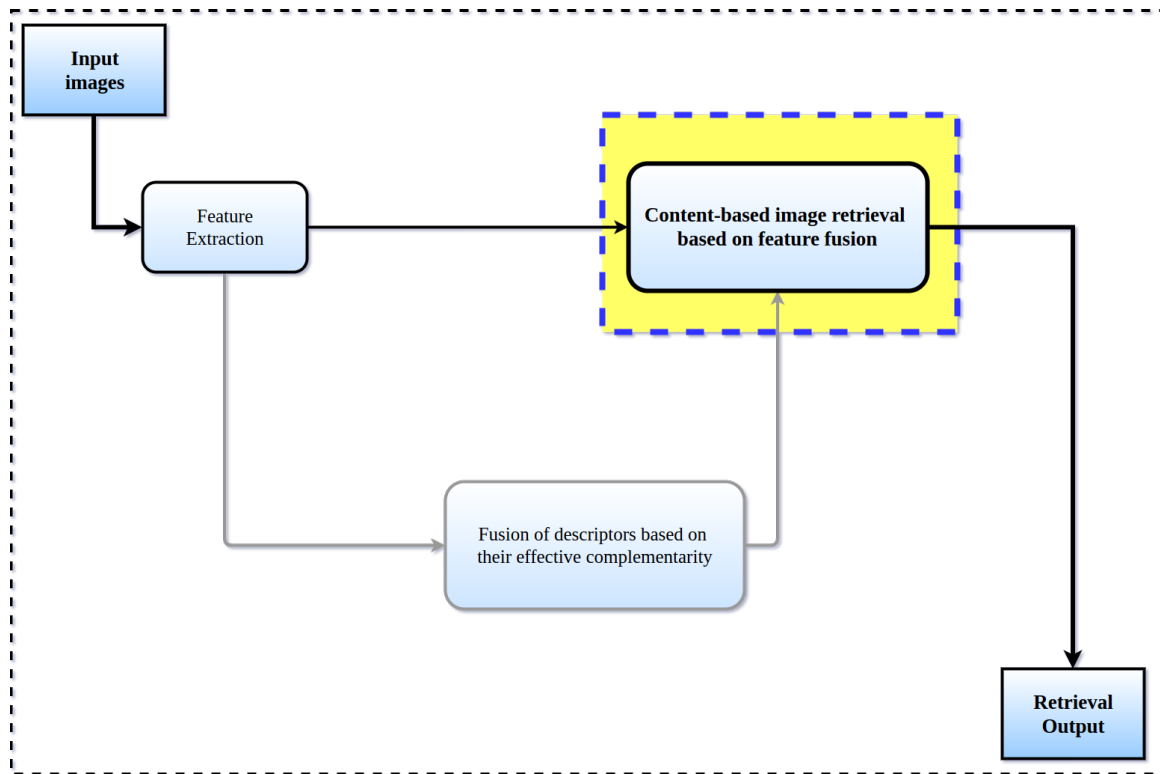 Input
images
Feature
Extraction
Content-based image retrieval
based on feature fusion
Fusion of descriptors based on
their effective complementarity
Retrieval
Output